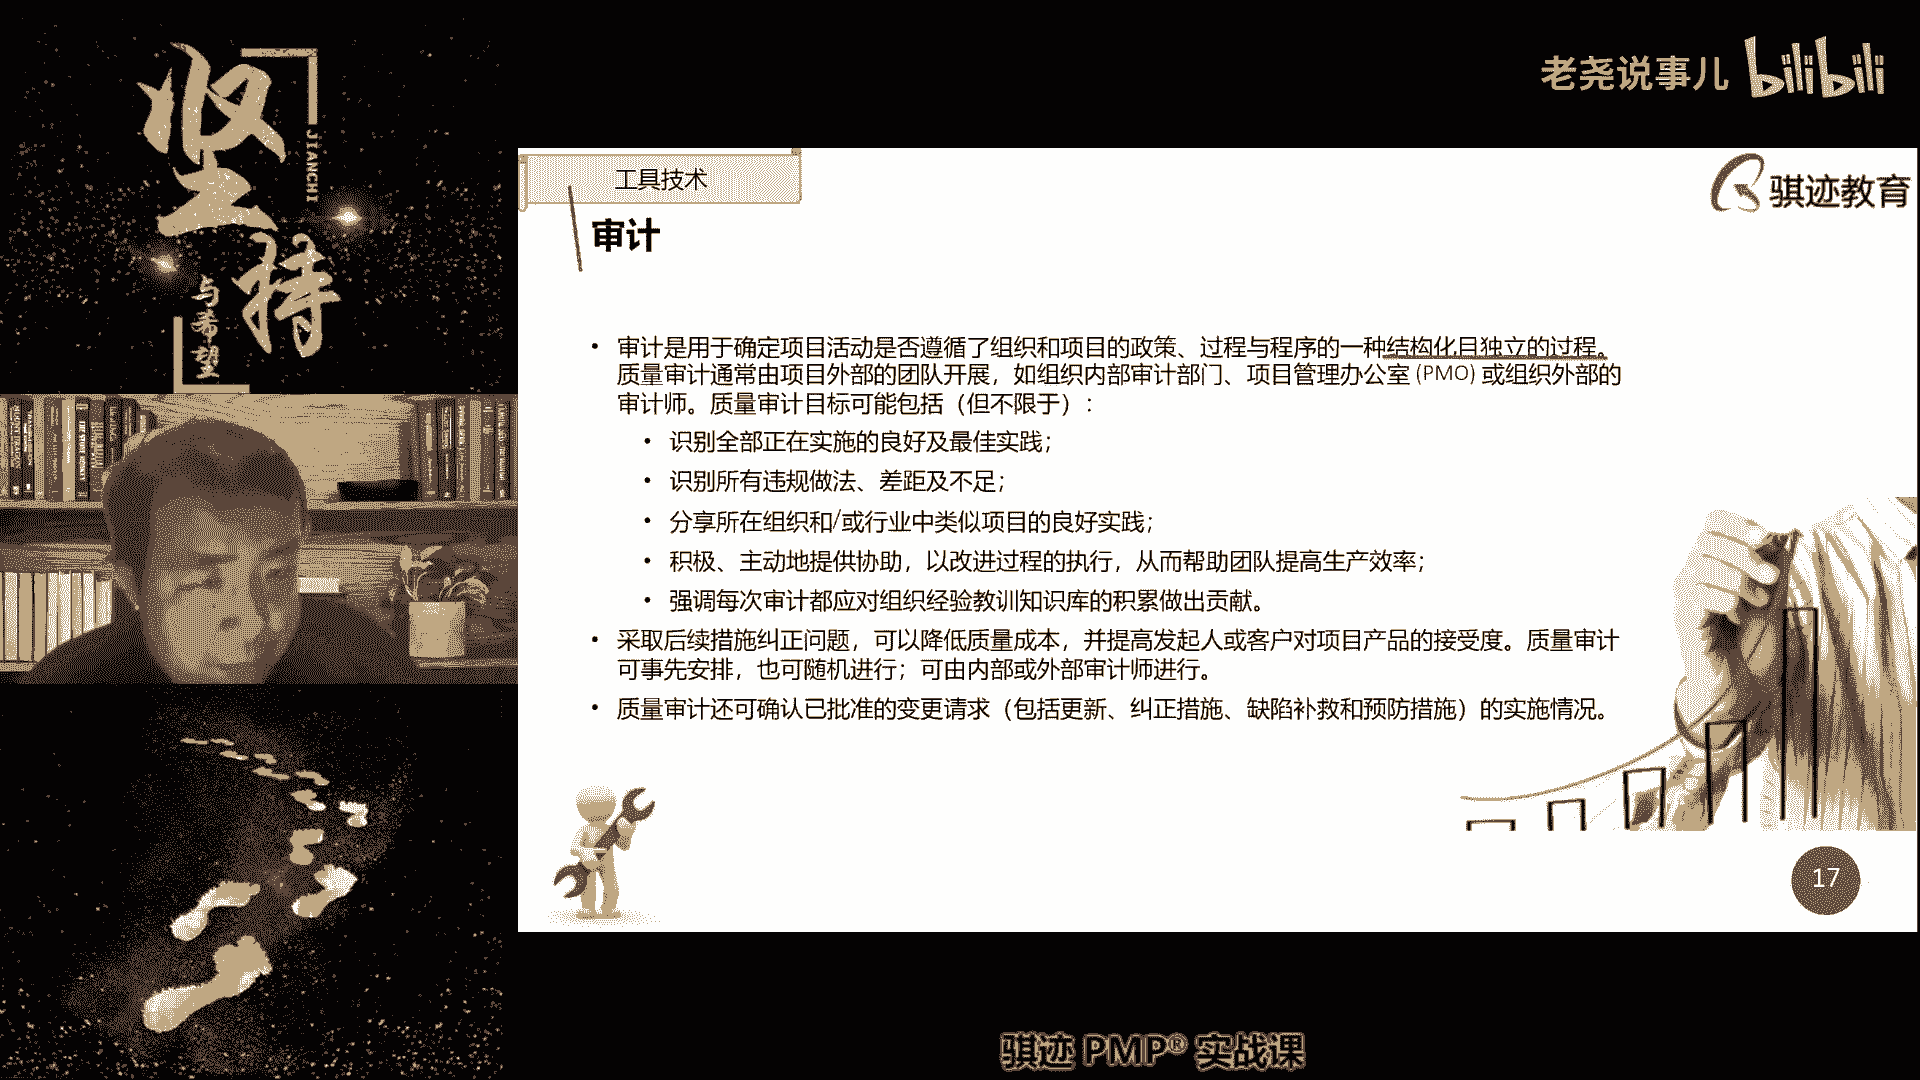 坚持
JIANCHI
与希望
老尧说事儿 bilibili
工具技术
骐迹教育
审计
• 审计是用于确定项目活动是否遵循了组织和项目的政策、过程与程序的一种结构化且独立的过程。
质量审计通常由项目外部的团队开展，如组织内部审计部门、项目管理办公室 (PMO) 或组织外部的
审计师。质量审计目标可能包括（但不限于）：
• 识别全部正在实施的良好及最佳实践；
• 识别所有违规做法、差距及不足；
• 分享所在组织和/或行业中类似项目的良好实践；
• 积极、主动地提供协助，以改进过程的执行，从而帮助团队提高生产效率；
• 强调每次审计都应对组织经验教训知识库的积累做出贡献。
• 采取后续措施纠正问题，可以降低质量成本，并提高发起人或客户对项目产品的接受度。质量审计
可事先安排，也可随机进行；可由内部或外部审计师进行。
• 质量审计还可确认已批准的变更请求（包括更新、纠正措施、缺陷补救和预防措施）的实施情况。
17
骐迹 PMP® 实战课